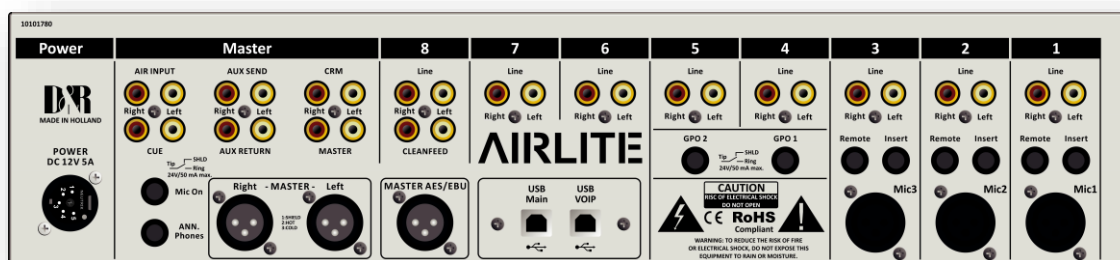 10101780
Power Master 8 7 6 5 4 3 2 1
AIR INPUT AUX SEND CRM Line Line Line Line Line Line Line Line
Right Left Right Left Right Left Right Left Right Left Right Left Right Left Right Left Right Left Right Left Right Left
D&R
MADE IN HOLLAND
CUE AUX RETURN MASTER CLEANFEED
AIRLITE
GPO 2 GPO 1
Tip SHLD
Ring
24V/50 mA max.
Remote Insert Remote Insert Remote Insert
POWER
DC 12V 5A
Tip SHLD
Ring
24V/50 mA max.
Mic On
ANN.
Phones
Right - MASTER - Left
1-SHIELD
2-HOT
3-COLD
MASTER AES/EBU
USB
Main
USB
VOIP
CAUTION
RISC OF ELECTRICAL SHOCK
DO NOT OPEN
CE RoHS
Compliant
WARNING: TO REDUCE THE RISK OF FIRE
OR ELECTRICAL SHOCK, DO NOT EXPOSE THIS
EQUIPMENT TO RAIN OR MOISTURE.
Mic3 Mic2 Mic1